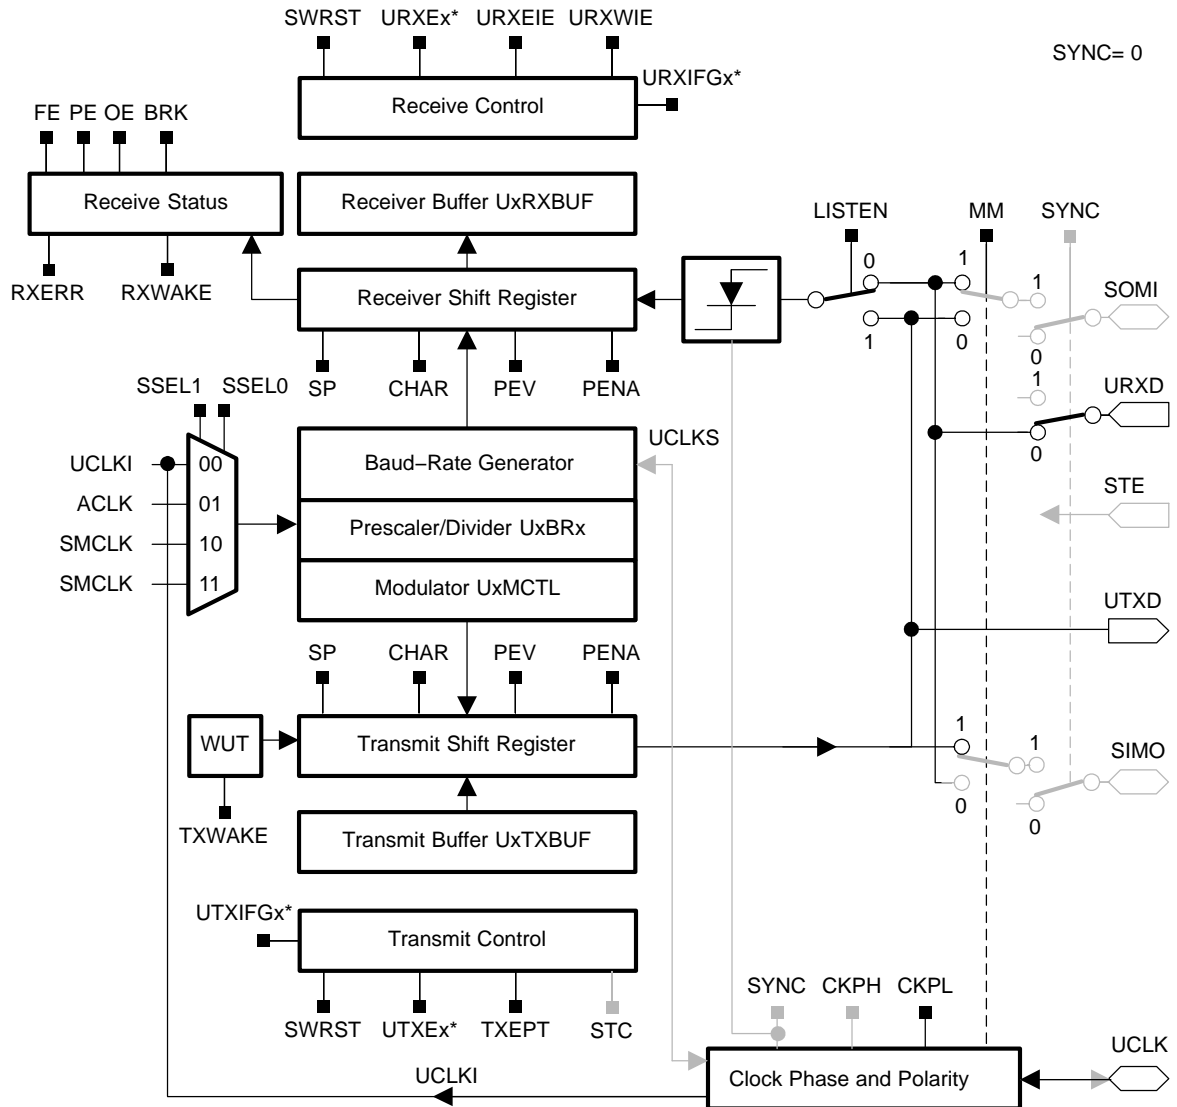 SWRST URXEx* URXEIE URXWIE
SYNC= 0
URXIFGx*
Receive Control
FE PE OE BRK
Receive Status
Receiver Buffer UxRXBUF
LISTEN MM SYNC
0
1
1
SOMI
RXERR RXWAKE
Receiver Shift Register
1
0
0
SP CHAR PEV PENA
1
URXD
SSEL1 SSEL0
UCLKS
0
UCLKI
00
Baud–Rate Generator
ACLK
01
STE
Prescaler/Divider UxBRx
SMCLK
10
SMCLK
11
Modulator UxMCTL
UTXD
SP CHAR PEV PENA
1
1
WUT
Transmit Shift Register
SIMO
0
0
TXWAKE
Transmit Buffer UxTXBUF
UTXIFGx*
Transmit Control
SYNC CKPH CKPL
SWRST UTXEx* TXEPT STC
UCLK
UCLKI
Clock Phase and Polarity